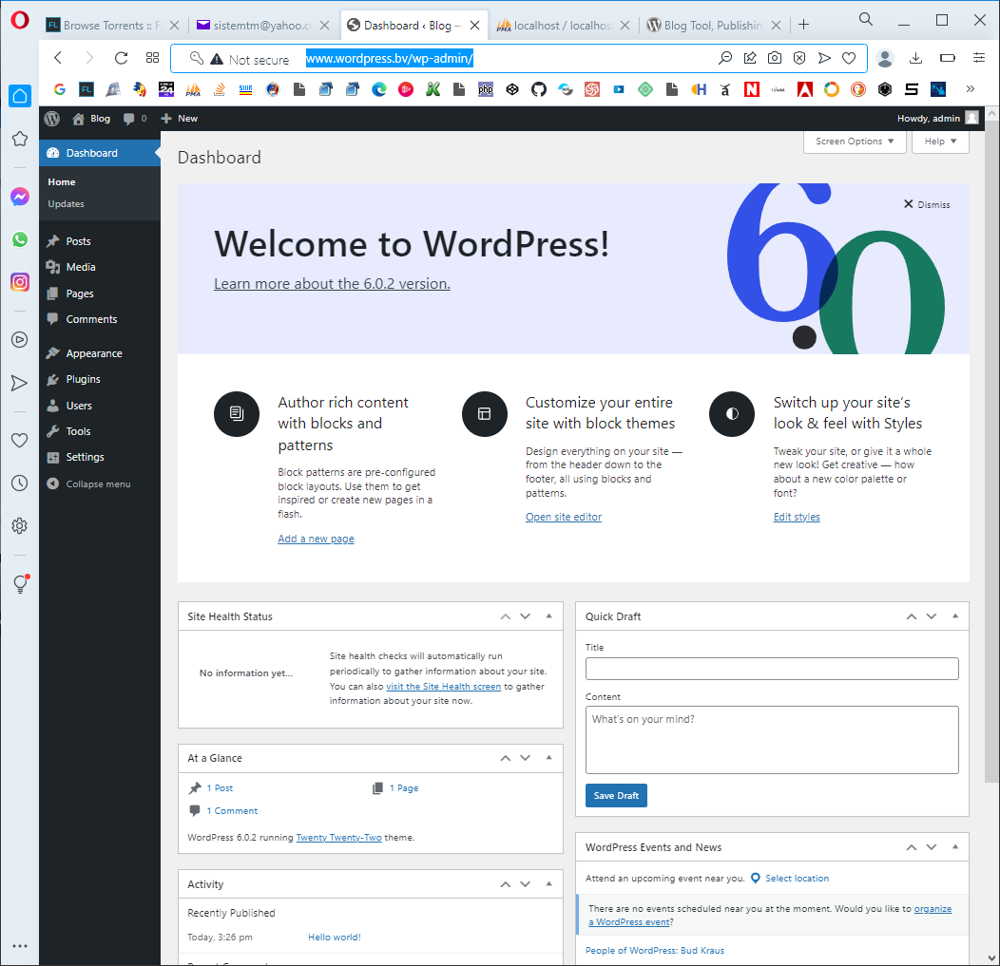 Browse Torrents :: F
sistemtm@yahoo.c
Dashboard ‹ Blog —
localhost / localhos
Blog Tool, Publishin
Not secure
www.wordpress.bv/wp-admin/
Blog
0
New
Howdy, admin
Dashboard
Home
Updates
Posts
Media
Pages
Comments
Appearance
Plugins
Users
Tools
Settings
Collapse menu
Screen Options
Help
Dashboard
Dismiss
6.0
Welcome to WordPress!
Learn more about the 6.0.2 version.
Author rich content
with blocks and
patterns
Block patterns are pre-configured
block layouts. Use them to get
inspired or create new pages in a
flash.
Add a new page
Customize your entire
site with block themes
Design everything on your site —
from the header down to the
footer, all using blocks and
patterns.
Open site editor
Switch up your site’s
look & feel with Styles
Tweak your site, or give it a whole
new look! Get creative — how
about a new color palette or
font?
Edit styles
Site Health Status
No information yet...
Site health checks will automatically run
periodically to gather information about your site.
You can also visit the Site Health screen to gather
information about your site now.
At a Glance
1 Post
1 Page
1 Comment
WordPress 6.0.2 running Twenty Twenty-Two theme.
Activity
Recently Published
Today, 3:26 pm
Hello world!
Quick Draft
Title
Content
What’s on your mind?
Save Draft
WordPress Events and News
Attend an upcoming event near you.
Select location
There are no events scheduled near you at the moment. Would you like to organize
a WordPress event?
People of WordPress: Bud Kraus